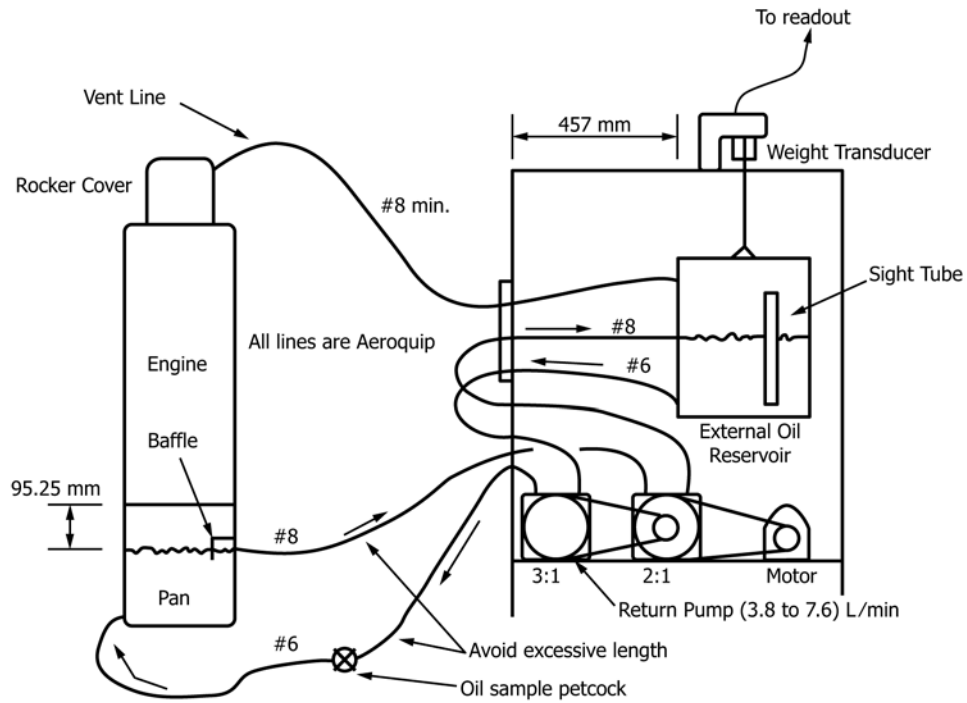 To readout
Vent Line
457 mm
Weight Transducer
Rocker Cover
#8 min.
Sight Tube
#8
All lines are Aeroquip
#6
Engine
External Oil
Reservoir
Baffle
95.25 mm
#8
3:1
2:1
Motor
Pan
Return Pump (3.8 to 7.6) L/min
#6
Avoid excessive length
Oil sample petcock